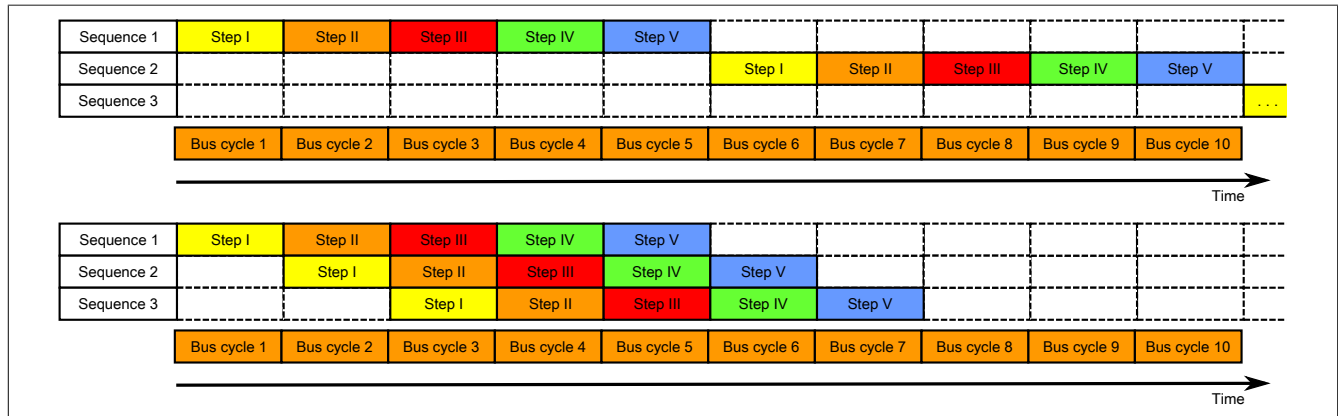 Sequence 1 Step I Step II Step III Step IV Step V
Sequence 2 Step I Step II Step III Step IV Step V
Sequence 3 . . .
Bus cycle 1 Bus cycle 2 Bus cycle 3 Bus cycle 4 Bus cycle 5 Bus cycle 6 Bus cycle 7 Bus cycle 8 Bus cycle 9 Bus cycle 10
Time
Sequence 1 Step I Step II Step III Step IV Step V
Sequence 2 Step I Step II Step III Step IV Step V
Sequence 3 Step I Step II Step III Step IV Step V
Bus cycle 1 Bus cycle 2 Bus cycle 3 Bus cycle 4 Bus cycle 5 Bus cycle 6 Bus cycle 7 Bus cycle 8 Bus cycle 9 Bus cycle 10
Time